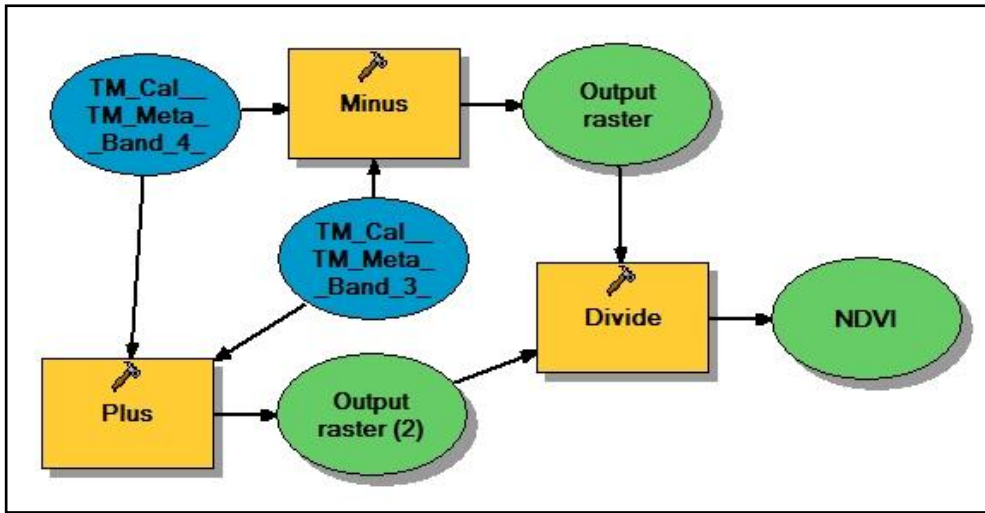 TM_Cal__
TM_Meta_
_Band_4_
Minus
Output
raster
TM_Cal__
TM_Meta_
_Band_3_
Divide
NDVI
Plus
Output
raster (2)